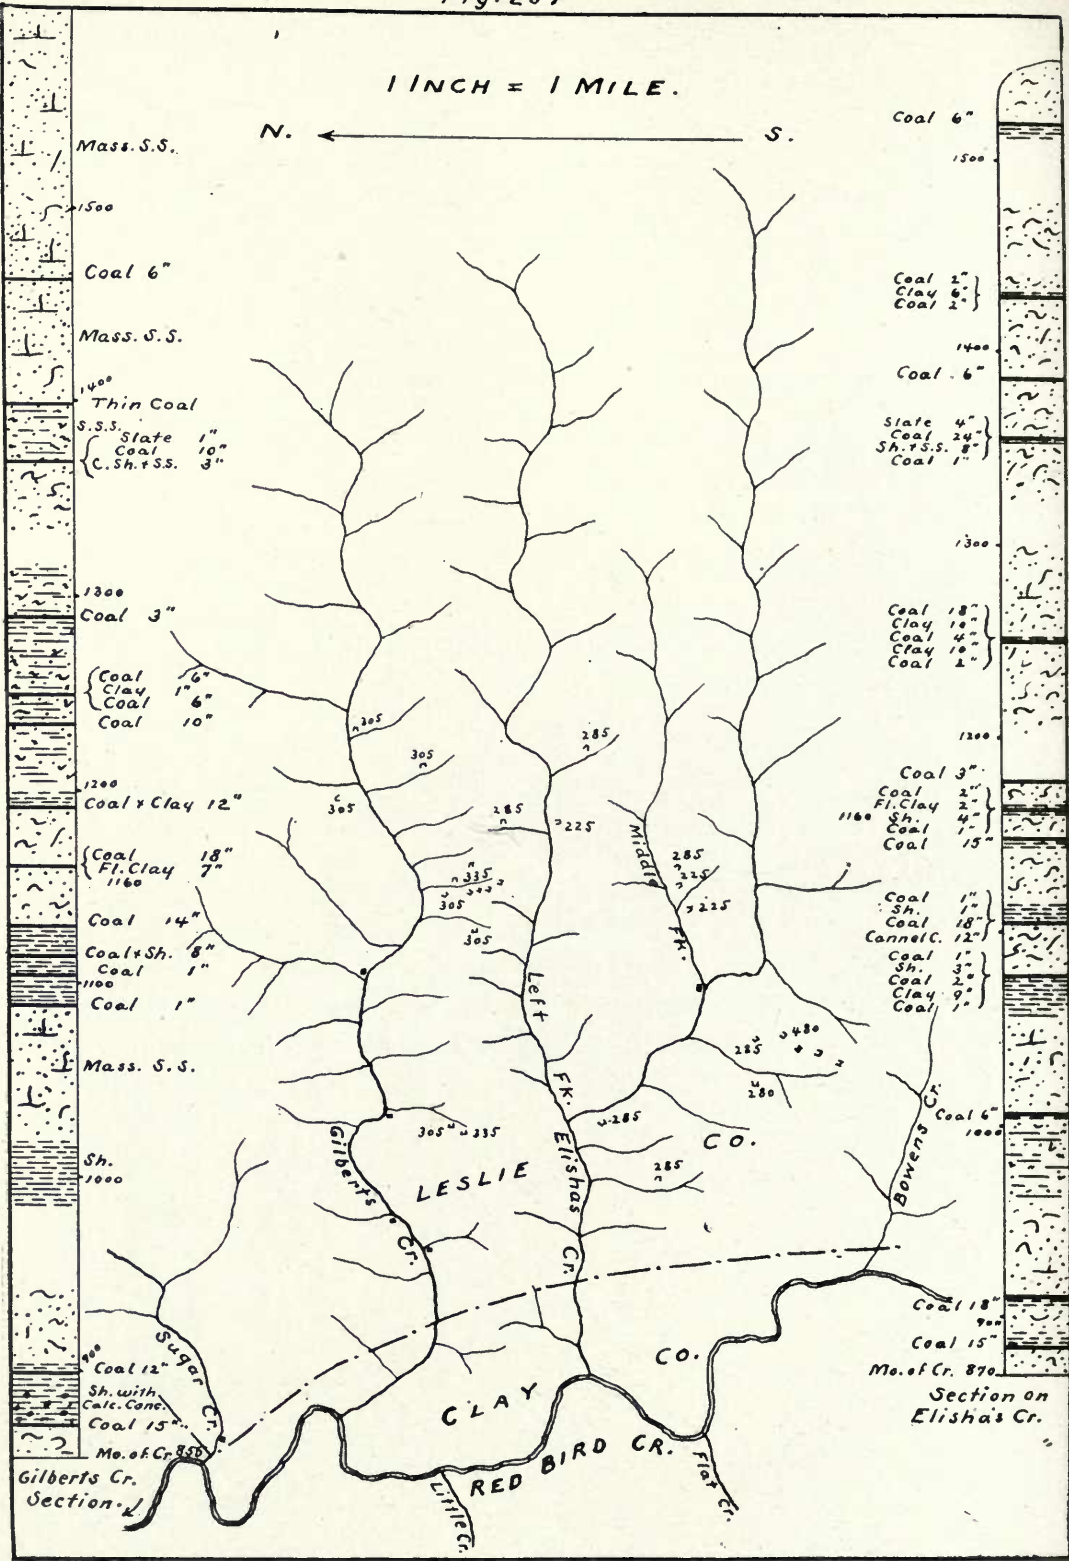 1 INCH = 1 MILE.
N. S.
Mass. S.S.
1500
Coal 6"
Mass. S.S.
1400
Thin Coal
S.S.S.
Slate 1"
Coal 10"
C. Sh. + S.S. 3"
1300
Coal 3"
Coal 6"
Clay 1"
Coal 6"
Coal 10"
1200
Coal & Clay 12"
Coal 18"
Fl. Clay 7"
1160
Coal 14"
Coal + Sh. 8"
Coal 1"
1100
Coal 1"
Mass. S.S.
Sh.
1000
900
Coal 12"
Sh. with
Calc. Conc.
Coal 15"
Mo. of Cr. 855
Gilberts Cr.
Section.
305
305
305
335
305
305
305 335
285
285
225
285
225
225
285
480
280
285
285
Middle
Fk.
Left
Fk.
Elishas
Cr.
Gilberts
Cr.
Sugar
Cr.
Bowens Cr.
LESLIE
CO.
CLAY
CO.
RED BIRD CR.
Little Cr.
Flat Cr.
Coal 6"
1500
Coal 2"
Clay 6"
Coal 2"
1400
Coal 6"
Slate 4"
Coal 24"
Sh. + S.S. 8"
Coal 1"
1300
Coal 18"
Clay 10"
Coal 4"
Clay 10"
Coal 2"
1200
Coal 3"
Coal 2"
Fl. Clay 2"
1160 Sh. 4"
Coal 1"
Coal 15"
Coal 1"
Sh. 1"
Coal 18"
Cannel C. 12"
Coal 1"
Sh. 3"
Coal 2"
Clay 9"
Coal 1"
Coal 6"
1000
Coal 18"
900
Coal 15"
Mo. of Cr. 870
Section on
Elishas Cr.